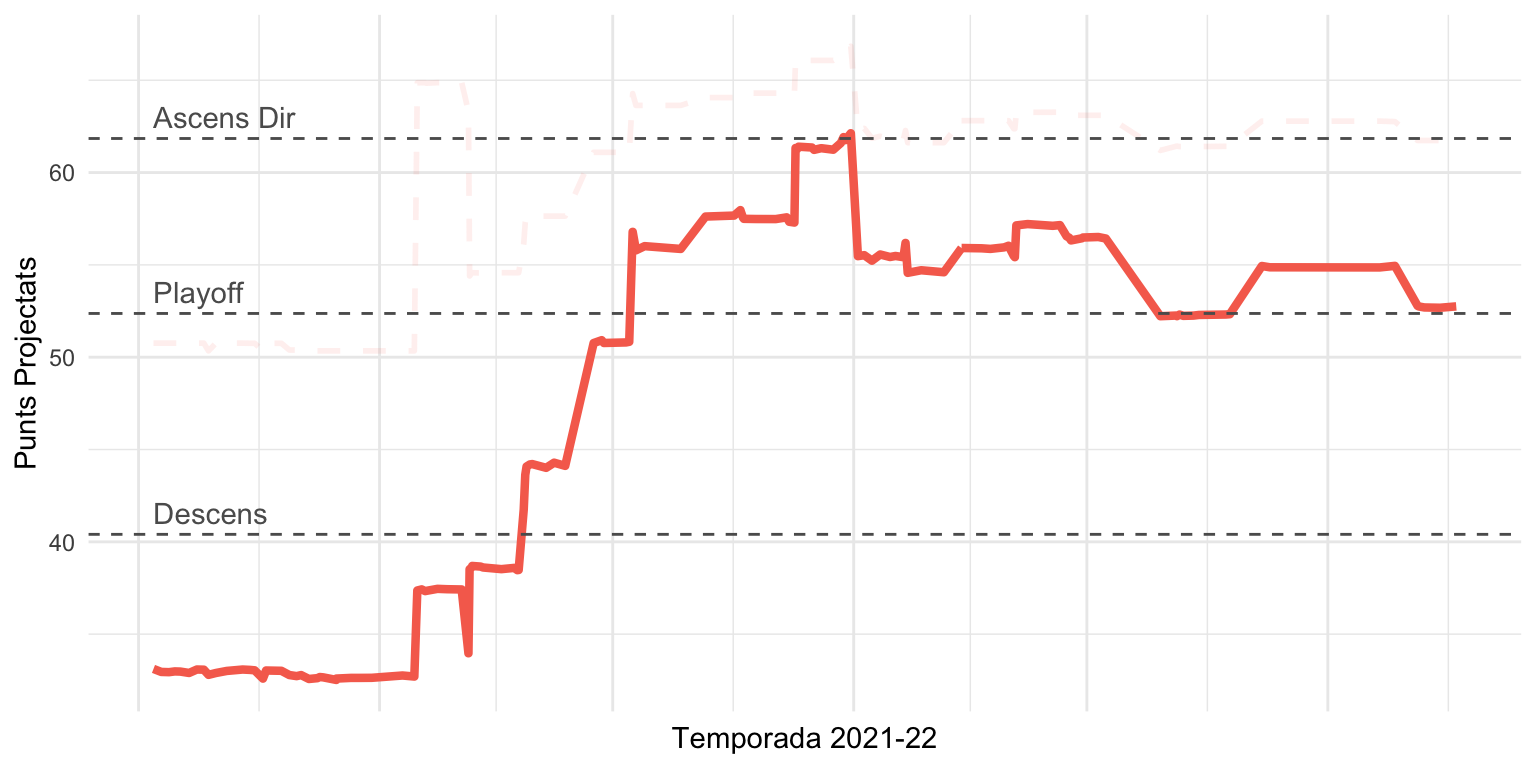 Ascens Dir
60
Playoff
50
Descens
40
Punts Projectats
Temporada 2021-22